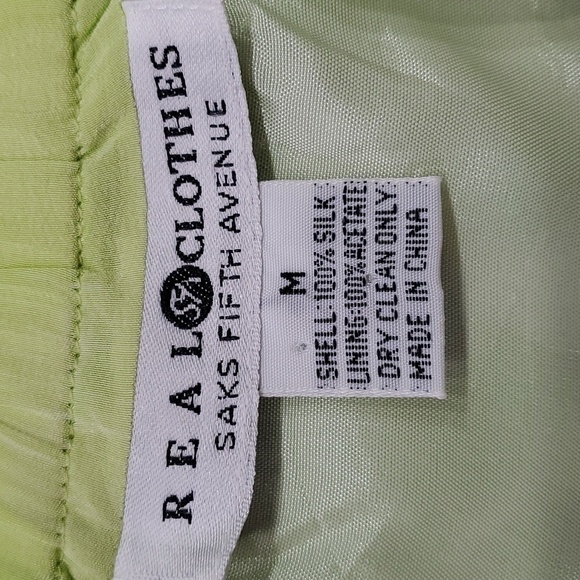 REAL CLOTHES
SAKS FIFTH AVENUE
M
SHELL:100% SILK
LINING:100%ACETATE
DRY CLEAN ONLY
MADE IN CHINA